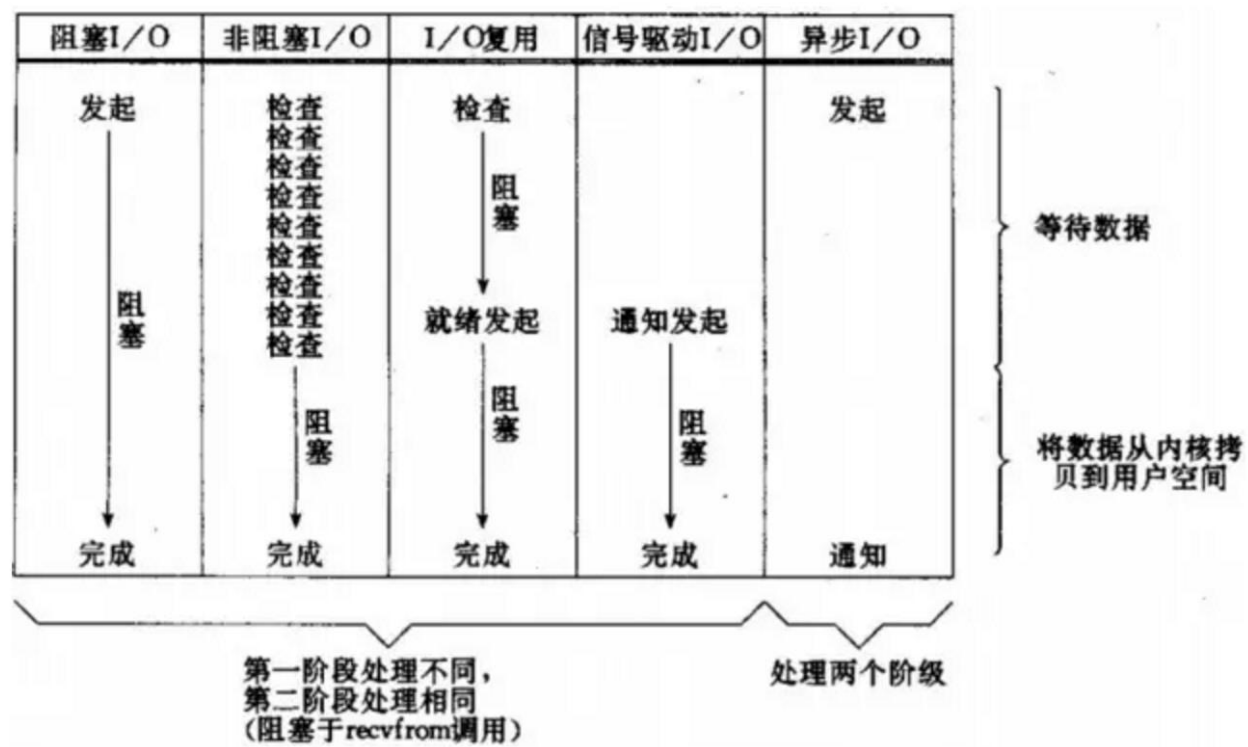 阻塞I/O 非阻塞I/O I/O复用 信号驱动I/O 异步I/O
发起 检查 检查 发起
检查
检查
检查
检查
检查
检查
检查
检查
阻塞
阻塞
就绪发起 通知发起
阻塞
阻塞
阻塞
完成 完成 完成 完成 通知
等待数据
将数据从内核拷
贝到用户空间
第一阶段处理不同，
第二阶段处理相同
(阻塞于recvfrom调用)
处理两个阶级